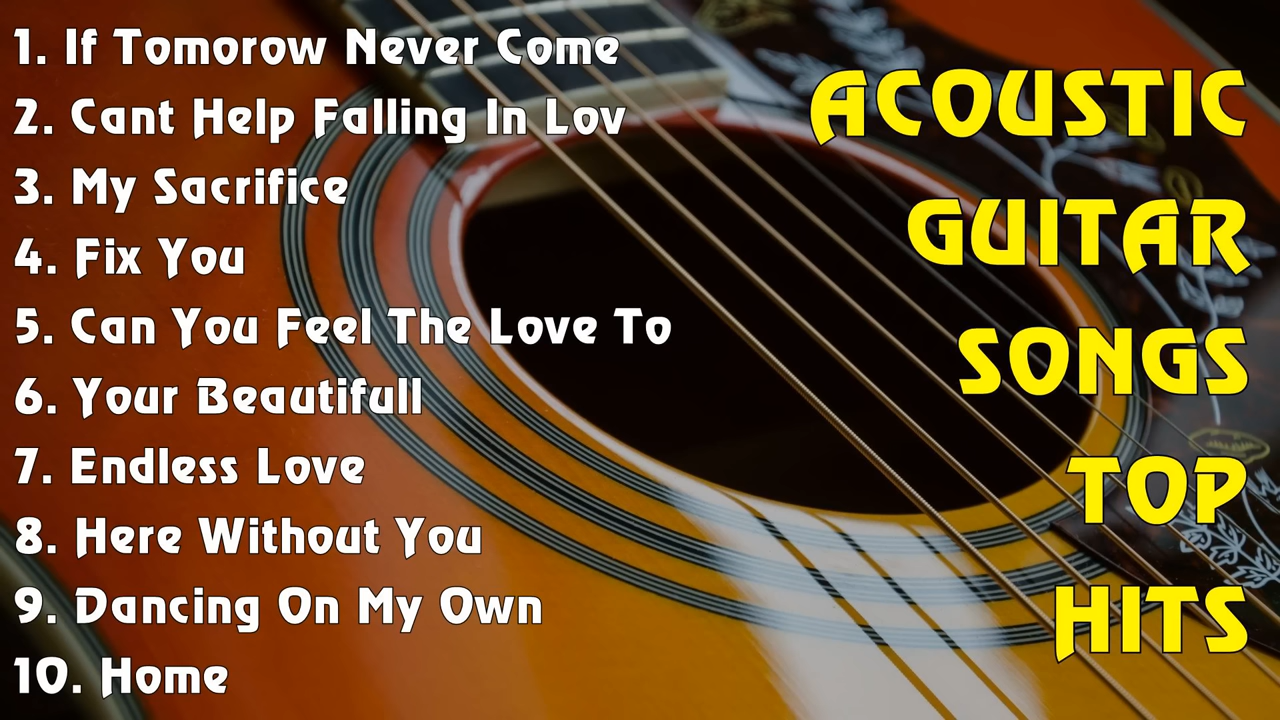 1. If Tomorow Never Come
2. Cant Help Falling In Lov
3. My Sacrifice
4. Fix You
5. Can You Feel The Love To
6. Your Beautifull
7. Endless Love
8. Here Without You
9. Dancing On My Own
10. Home
ACOUSTIC
GUITAR
SONGS
TOP
HITS